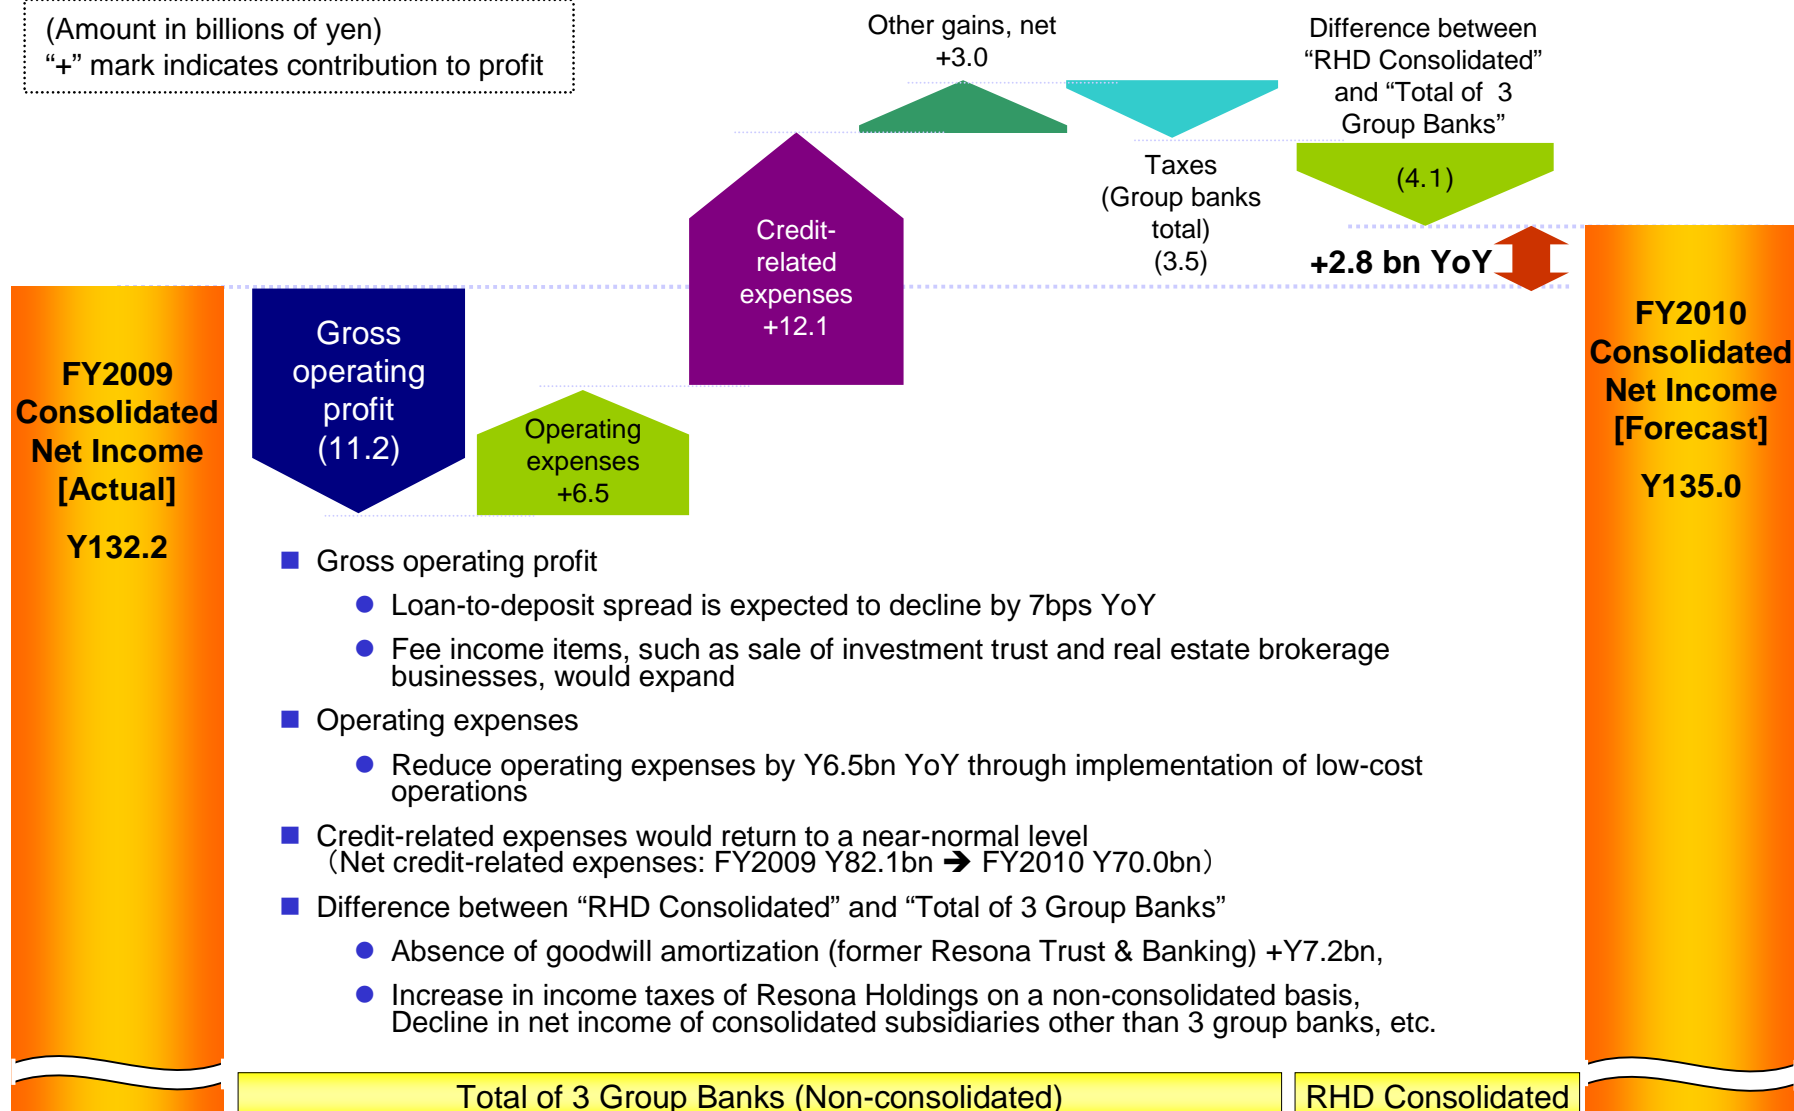 (Amount in billions of yen)
“+” mark indicates contribution to profit
Other gains, net
+3.0
Difference between
“RHD Consolidated”
and “Total of 3
Group Banks”
(4.1)
Taxes
(Group banks
total)
(3.5)
Credit-
related
expenses
+12.1
+2.8 bn YoY
Gross
operating
profit
(11.2)
Operating
expenses
+6.5
FY2009
Consolidated
Net Income
[Actual]
Y132.2
FY2010
Consolidated
Net Income
[Forecast]
Y135.0
■ Gross operating profit
● Loan-to-deposit spread is expected to decline by 7bps YoY
● Fee income items, such as sale of investment trust and real estate brokerage
businesses, would expand
■ Operating expenses
● Reduce operating expenses by Y6.5bn YoY through implementation of low-cost
operations
■ Credit-related expenses would return to a near-normal level
（Net credit-related expenses: FY2009 Y82.1bn ➔ FY2010 Y70.0bn）
■ Difference between “RHD Consolidated” and “Total of 3 Group Banks”
● Absence of goodwill amortization (former Resona Trust & Banking) +Y7.2bn,
● Increase in income taxes of Resona Holdings on a non-consolidated basis,
Decline in net income of consolidated subsidiaries other than 3 group banks, etc.
Total of 3 Group Banks (Non-consolidated)
RHD Consolidated